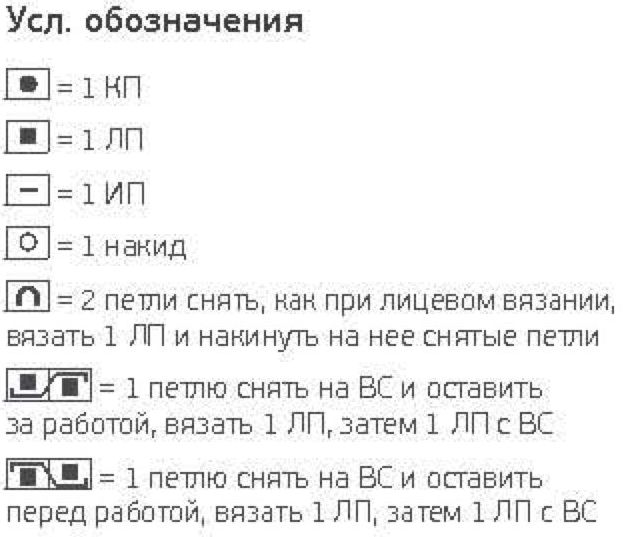 Усл. обозначения
= 1 КП
= 1 ЛП
= 1 ИП
= 1 накид
= 2 петли снять, как при лицевом вязании,
вязать 1 ЛП и накинуть на нее снятые петли
= 1 петлю снять на ВС и оставить
за работой, вязать 1 ЛП, затем 1 ЛП с ВС
= 1 петлю снять на ВС и оставить
перед работой, вязать 1 ЛП, затем 1 ЛП с ВС